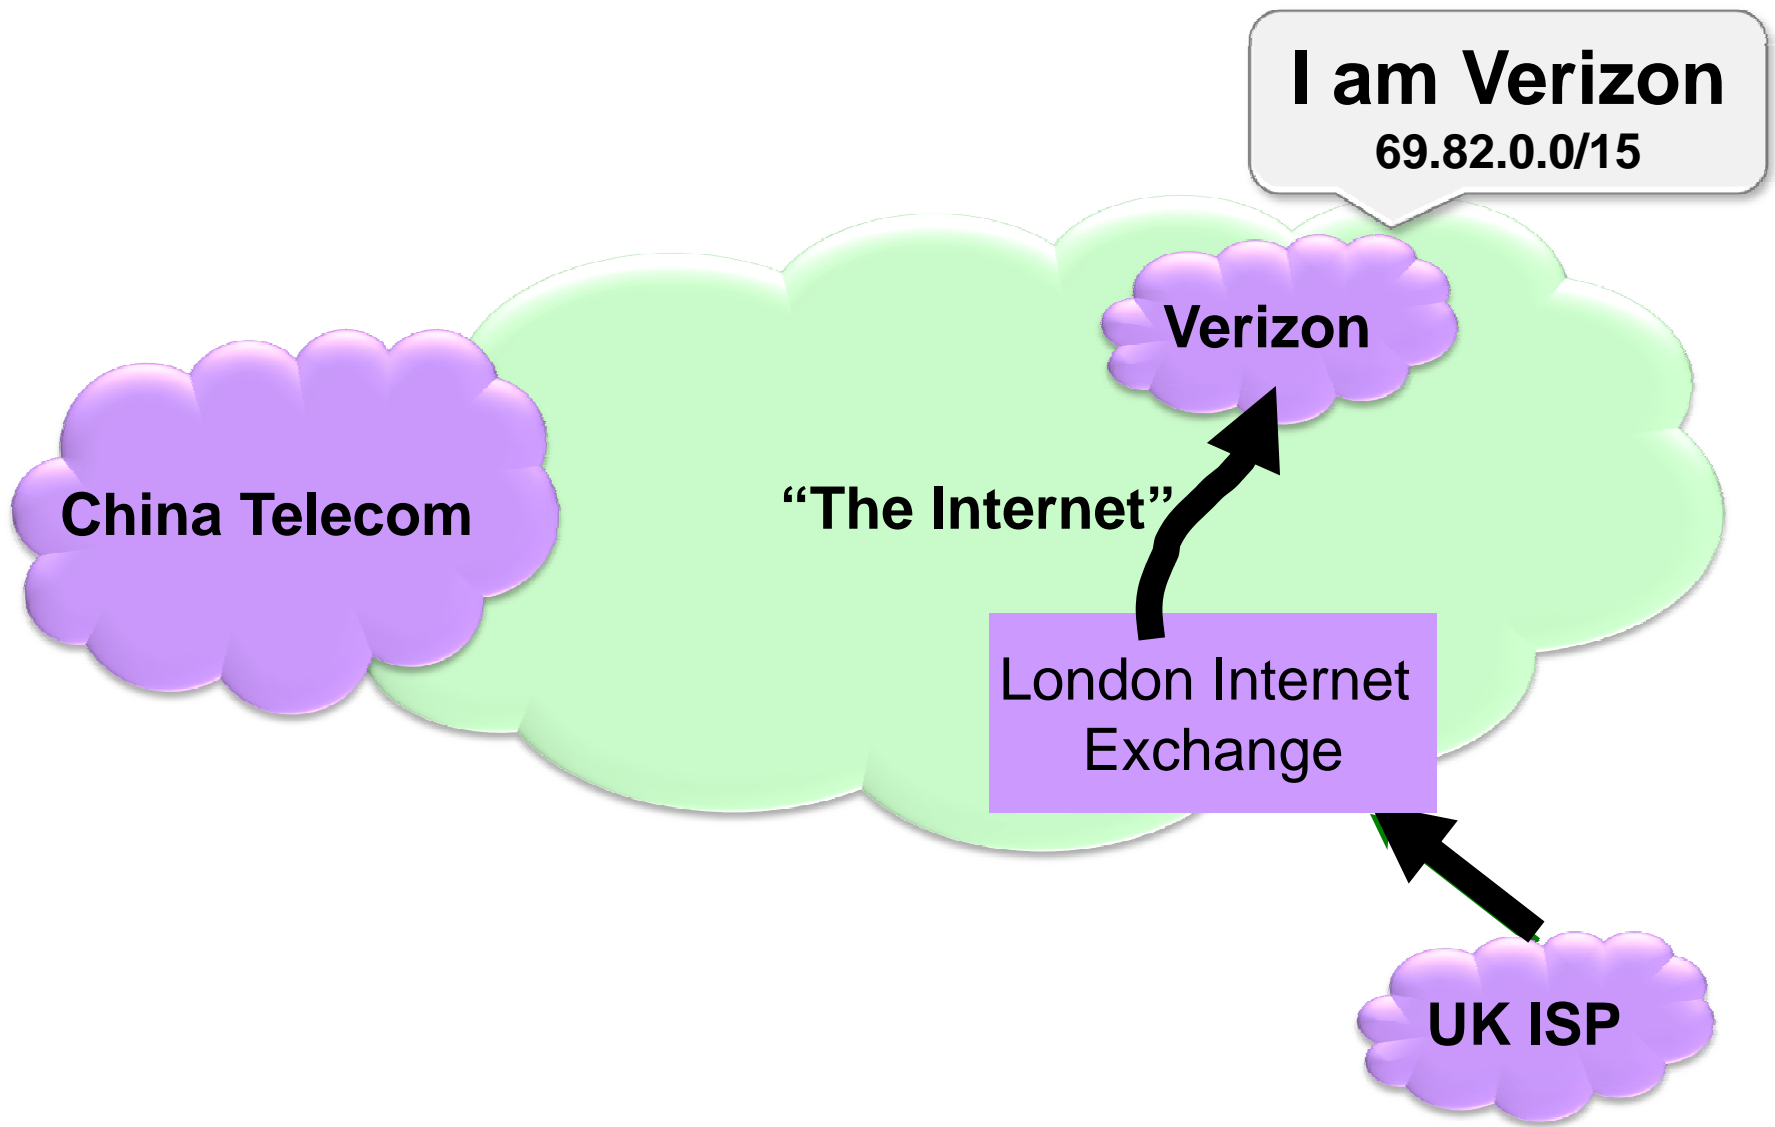 I am Verizon
69.82.0.0/15
Verizon
China Telecom
“The Internet”
London Internet
Exchange
UK ISP